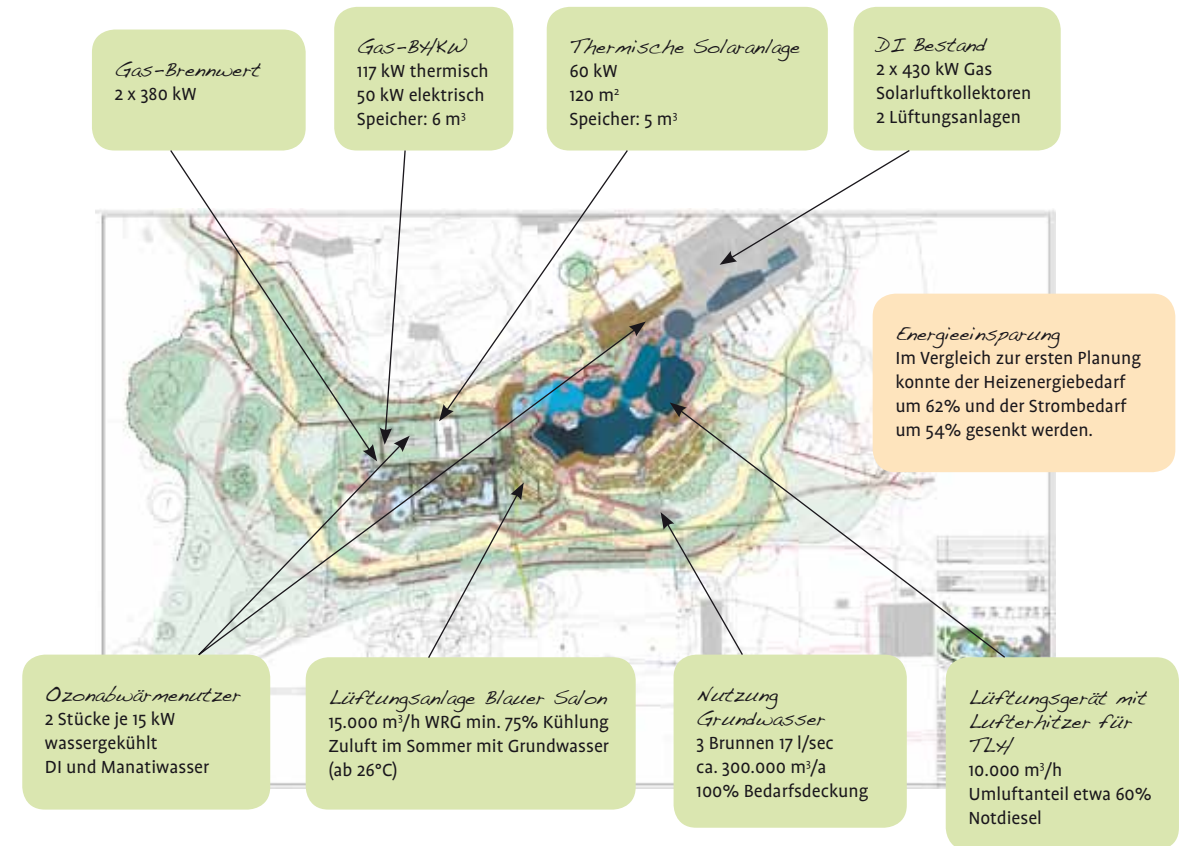 Gas-Brennwert
2 x 380 kW
Gas-BHKW
117 kW thermisch
50 kW elektrisch
Speicher: 6 m³
Thermische Solaranlage
60 kW
120 m²
Speicher: 5 m³
DI Bestand
2 x 430 kW Gas
Solarluftkollektoren
2 Lüftungsanlagen
Energieeinsparung
Im Vergleich zur ersten Planung
konnte der Heizenergiebedarf
um 62% und der Strombedarf
um 54% gesenkt werden.
Ozonabwärmenutzer
2 Stücke je 15 kW
wassergekühlt
DI und Manatiwasser
Lüftungsanlage Blauer Salon
15.000 m³/h WRG min. 75% Kühlung
Zuluft im Sommer mit Grundwasser
(ab 26°C)
Nutzung
Grundwasser
3 Brunnen 17 l/sec
ca. 300.000 m³/a
100% Bedarfsdeckung
Lüftungsgerät mit
Lufterhitzer für
TLH
10.000 m³/h
Umluftanteil etwa 60%
Notdiesel